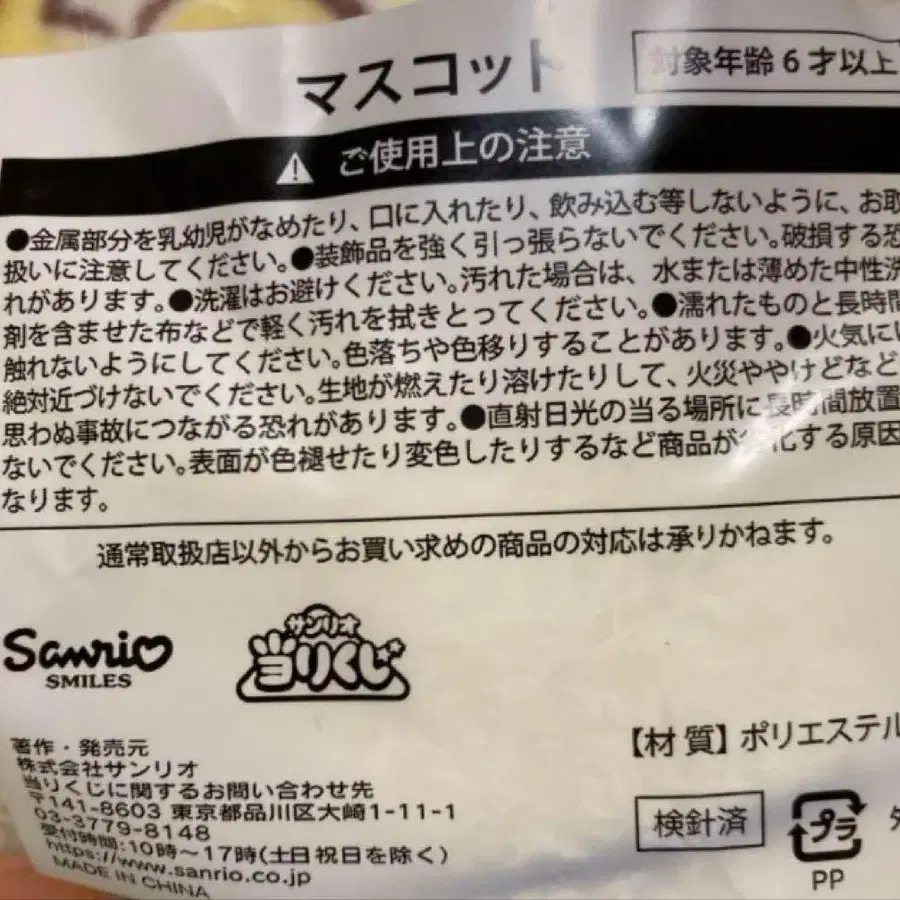 マスコット
対象年齢6才以上
ご使用上の注意
●金属部分を乳幼児がなめたり、口に入れたり、飲み込む等しないように、お取
扱いに注意してください。●装飾品を強く引っ張らないでください。破損する恐
れがあります。●洗濯はお避けください。汚れた場合は、水または薄めた中性洗
剤を含ませた布などで軽く汚れを拭きとってください。●濡れたものと長時間
触れないようにしてください。色落ちや色移りすることがあります。●火気には
絶対近づけないでください。生地が燃えたり溶けたりして、火災ややけどなど
思わぬ事故につながる恐れがあります。●直射日光の当る場所に長時間放置
ないでください。表面が色褪せたり変色したりするなど商品が劣化する原因
なります。
通常取扱店以外からお買い求めの商品の対応は承りかねます。
Sanrio
SMILES
サンリオ
当りくじ
著作・発売元
株式会社サンリオ
当りくじに関するお問い合わせ先
〒141-8603 東京都品川区大崎1-11-1
03-3779-8148
受付時間:10時〜17時(土日祝日を除く)
https://www.sanrio.co.jp
MADE IN CHINA
【材質】ポリエステル
検針済
プラ
PP